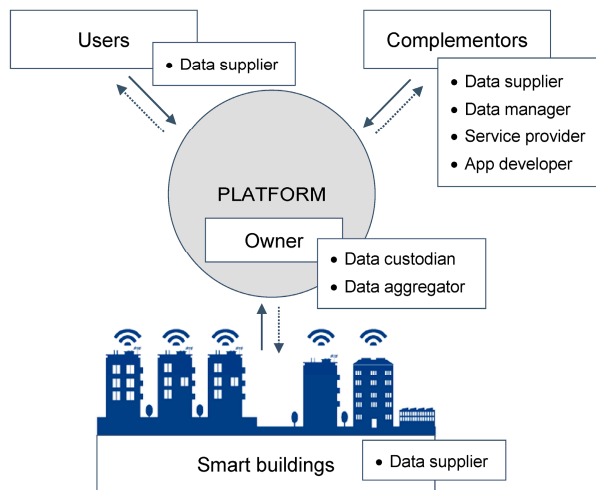 Users
• Data supplier
Complementors
• Data supplier
• Data manager
• Service provider
• App developer
PLATFORM
Owner
• Data custodian
• Data aggregator
Smart buildings
• Data supplier